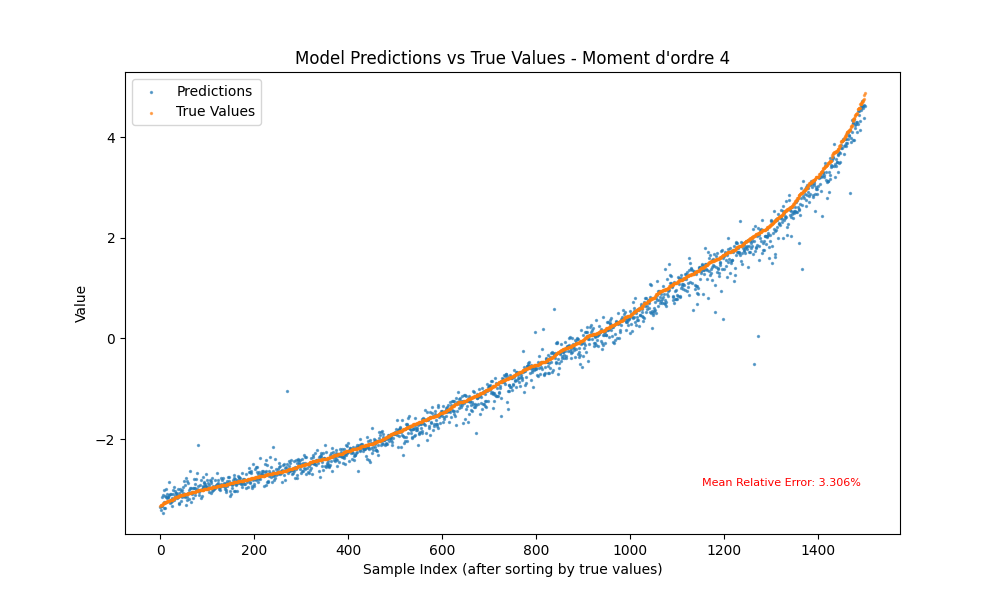 Model Predictions vs True Values - Moment d'ordre 4
Predictions
True Values
4
2
0
−2
Value
Mean Relative Error: 3.306%
0 200 400 600 800 1000 1200 1400
Sample Index (after sorting by true values)